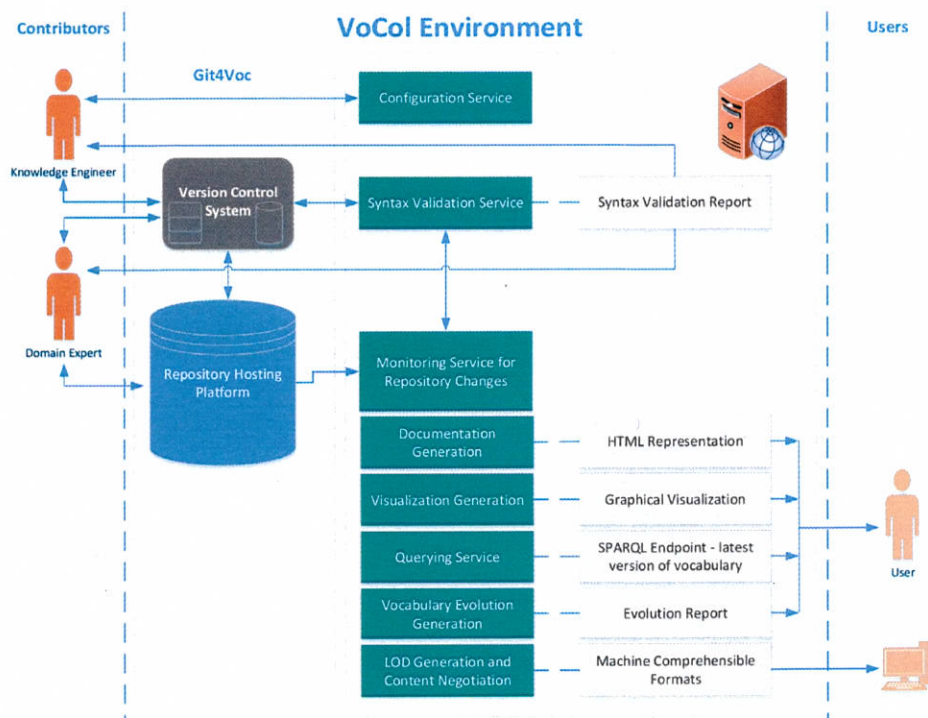 Contributors
VoCol Environment
Users
Git4Voc
Configuration Service
Knowledge Engineer
Version Control
System
Syntax Validation Service
Syntax Validation Report
Domain Expert
Repository Hosting
Platform
Monitoring Service for
Repository Changes
Documentation
Generation
HTML Representation
Visualization Generation
Graphical Visualization
Querying Service
SPARQL Endpoint - latest
version of vocabulary
User
Vocabulary Evolution
Generation
Evolution Report
LOD Generation and
Content Negotiation
Machine Comprehensible
Formats